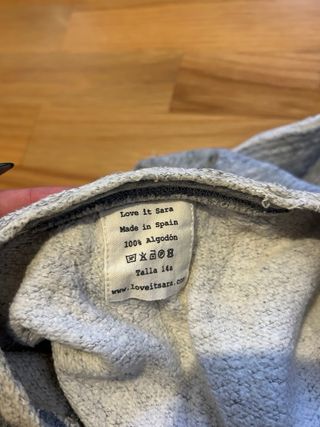 Love it Sara
Made in Spain
100% Algodón
Talla 14a
www.loveitsara.com